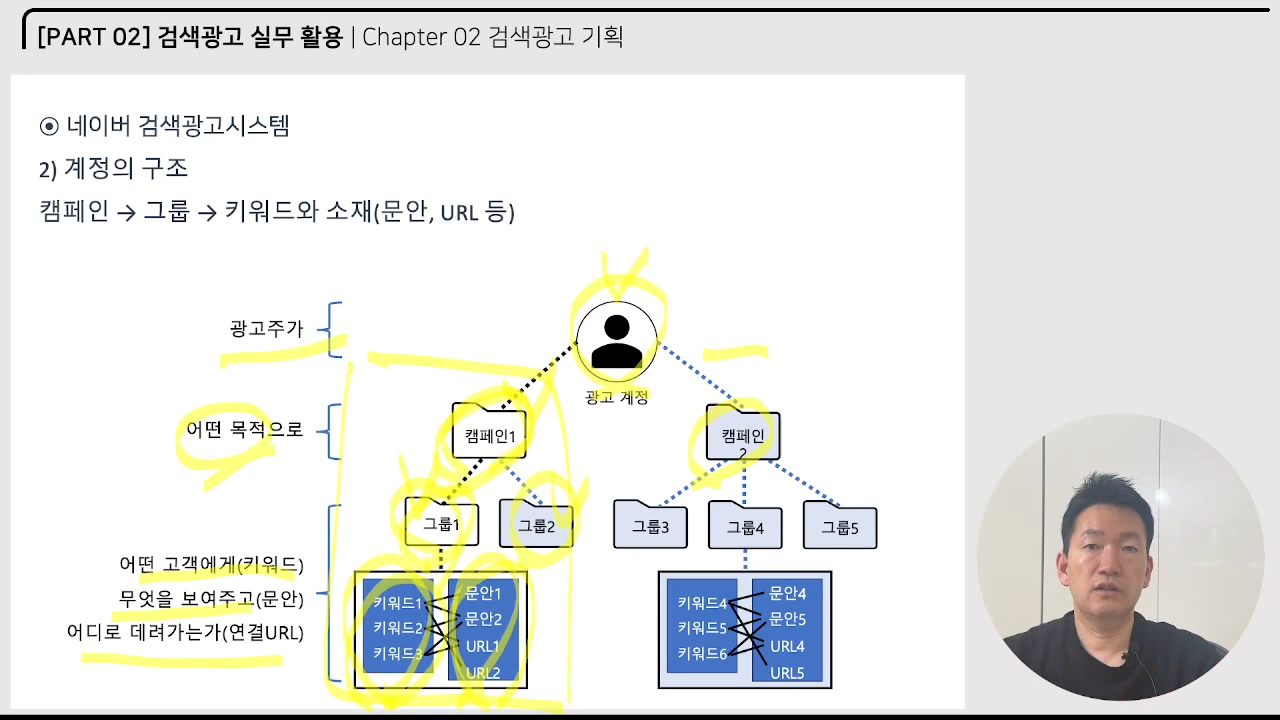 [PART 02] 검색광고 실무 활용 | Chapter 02 검색광고 기획
⦿ 네이버 검색광고시스템
2) 계정의 구조
캠페인 → 그룹 → 키워드와 소재(문안, URL 등)
광고주가
광고 계정
어떤 목적으로
캠페인1
캠페인
2
그룹1
그룹2
그룹3
그룹4
그룹5
어떤 고객에게(키워드)
무엇을 보여주고(문안)
어디로 데려가는가(연결URL)
키워드1
키워드2
키워드3
문안1
문안2
URL1
URL2
키워드4
키워드5
키워드6
문안4
문안5
URL4
URL5